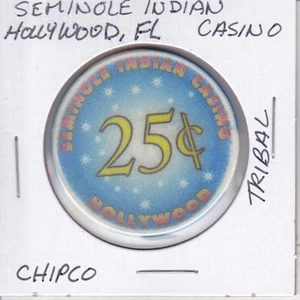 SEMINOLE INDIAN
HOLLYWOOD, FL CASINO
SEMINOLE INDIAN CASINO
25¢
HOLLYWOOD
TRIBAL
CHIPCO